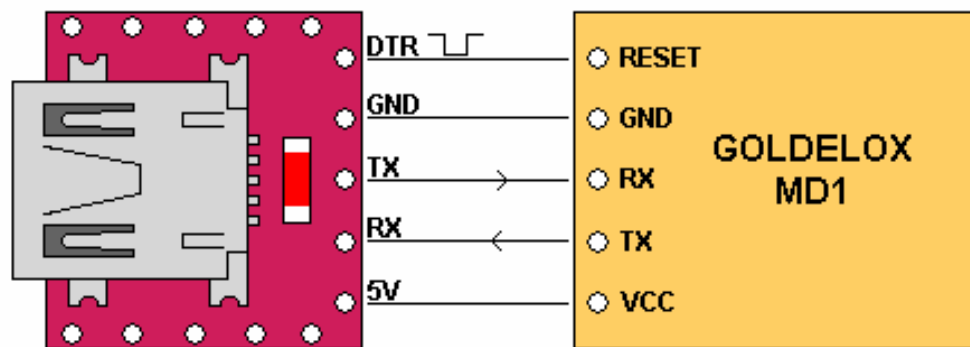 DTR
RESET
GND
GND
TX
RX
RX
TX
5V
VCC
GOLDELOX
MD1